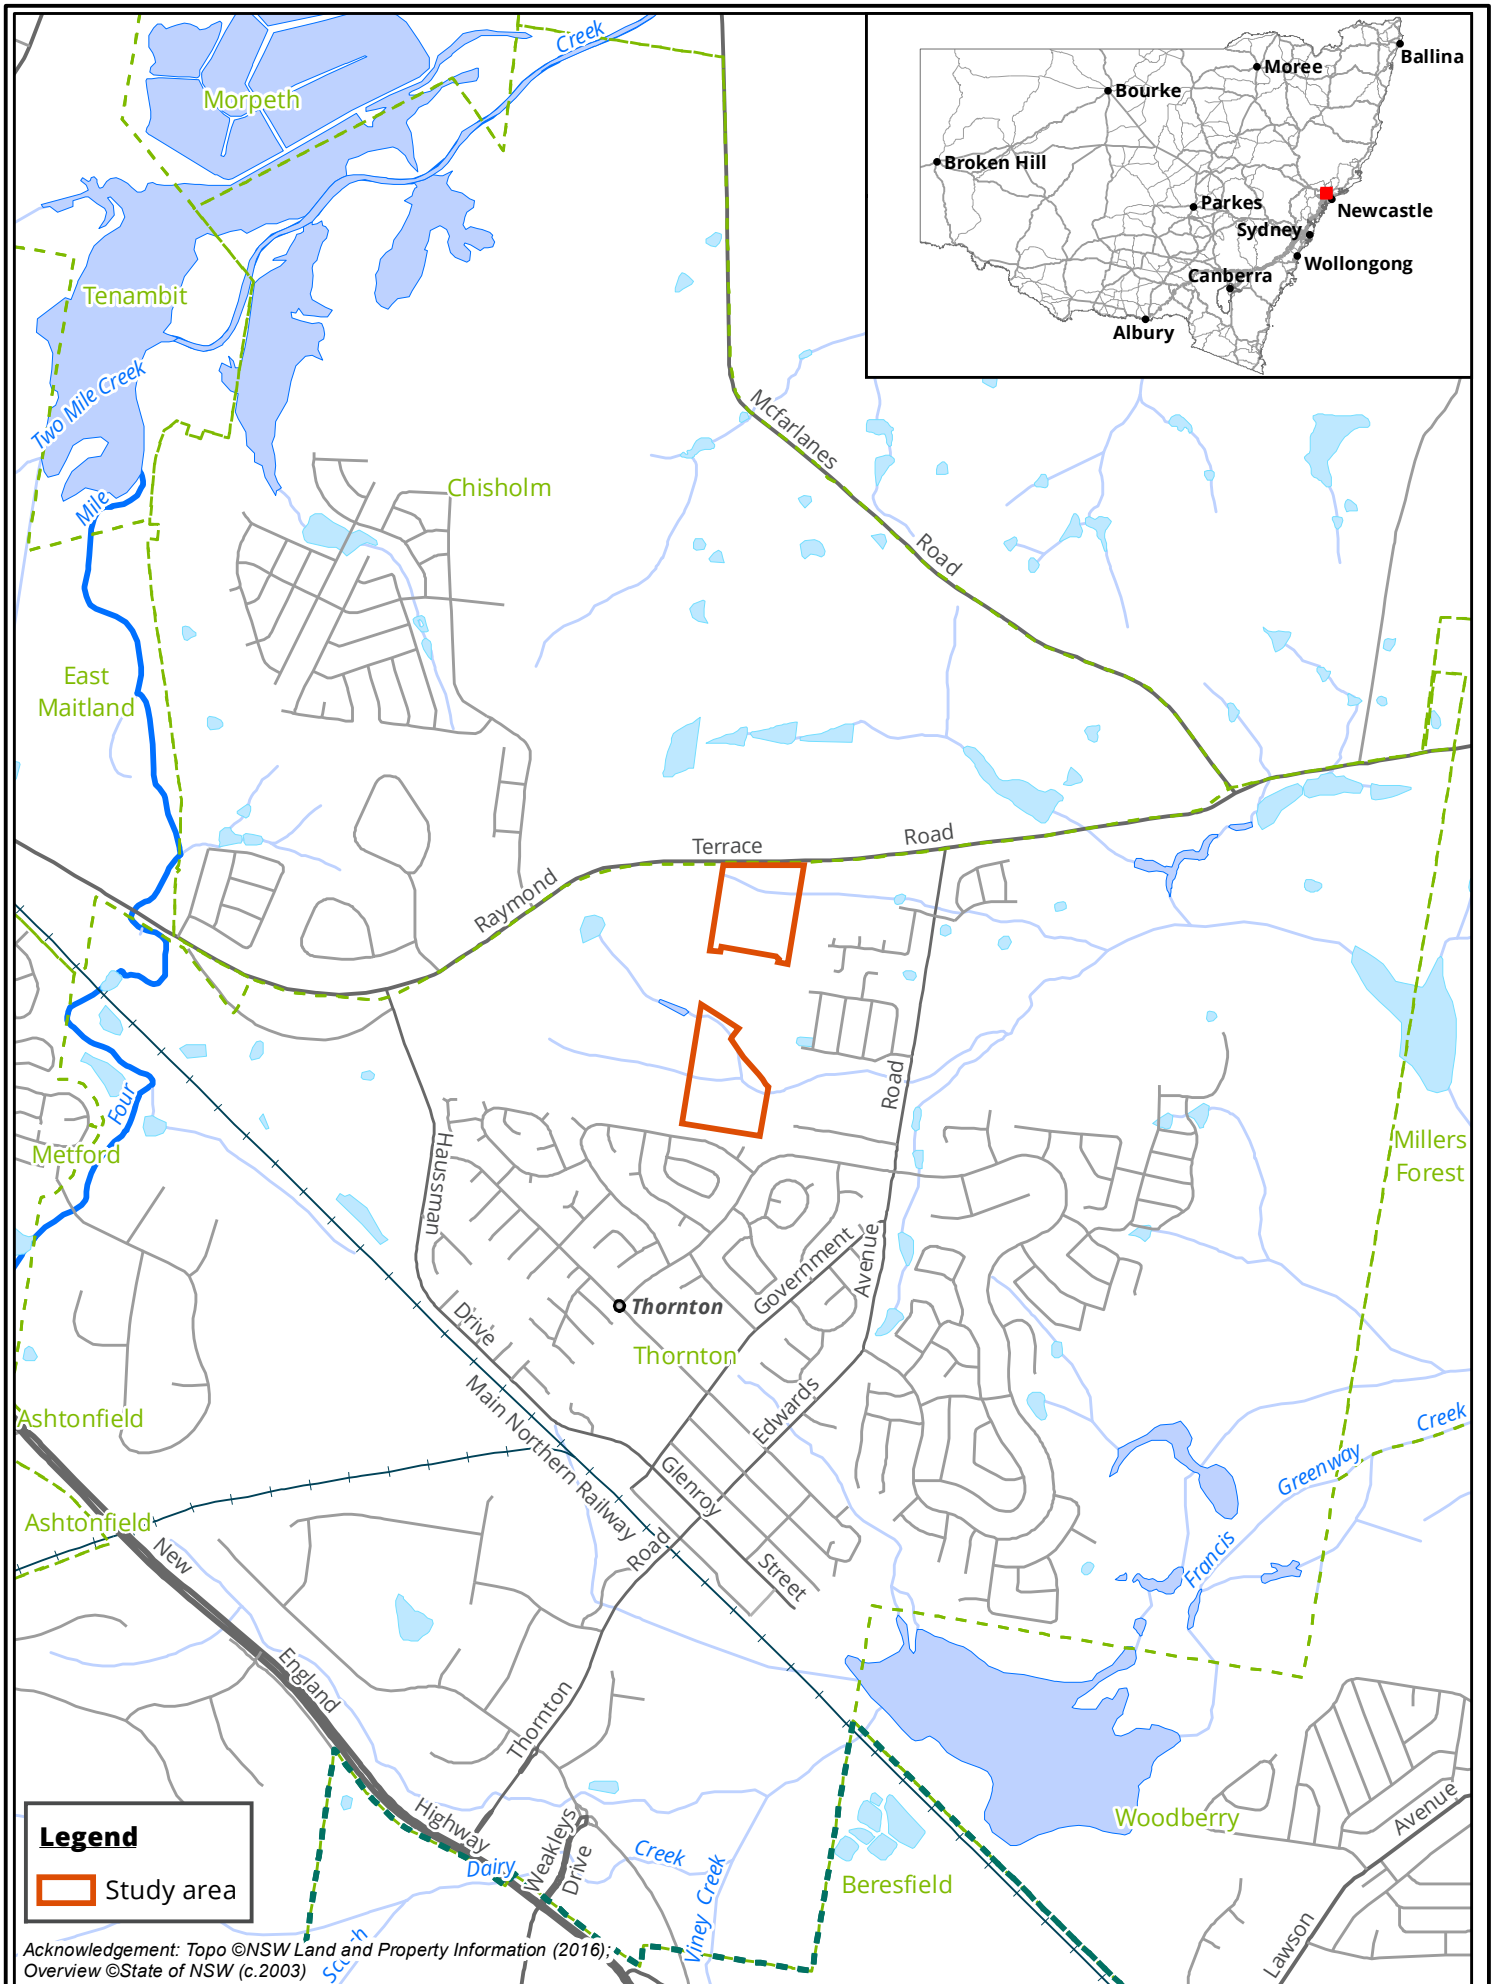 Creek
Morpeth
Tenambit
Two Mile Creek
Mile
Chisholm
East
Maitland
Mcfarlanes
Road
Ballina
Moree
Bourke
Broken Hill
Parkes
Newcastle
Sydney
Wollongong
Canberra
Albury
Raymond
Terrace
Road
Four
Metford
Haussman
Drive
Road
Millers
Forest
Government
Avenue
Thornton
Thornton
Edwards
Ashtonfield
Ashtonfield
Main Northern Railway
Glenroy
Street
Road
Thornton
Greenway
Creek
Francis
New
England
Highway
Weakleys
Drive
Dairy
Creek
Viney Creek
Scotch
Beresfield
Woodberry
Lawson
Avenue
Legend
Study area
Acknowledgement: Topo ©NSW Land and Property Information (2016);
Overview ©State of NSW (c.2003)